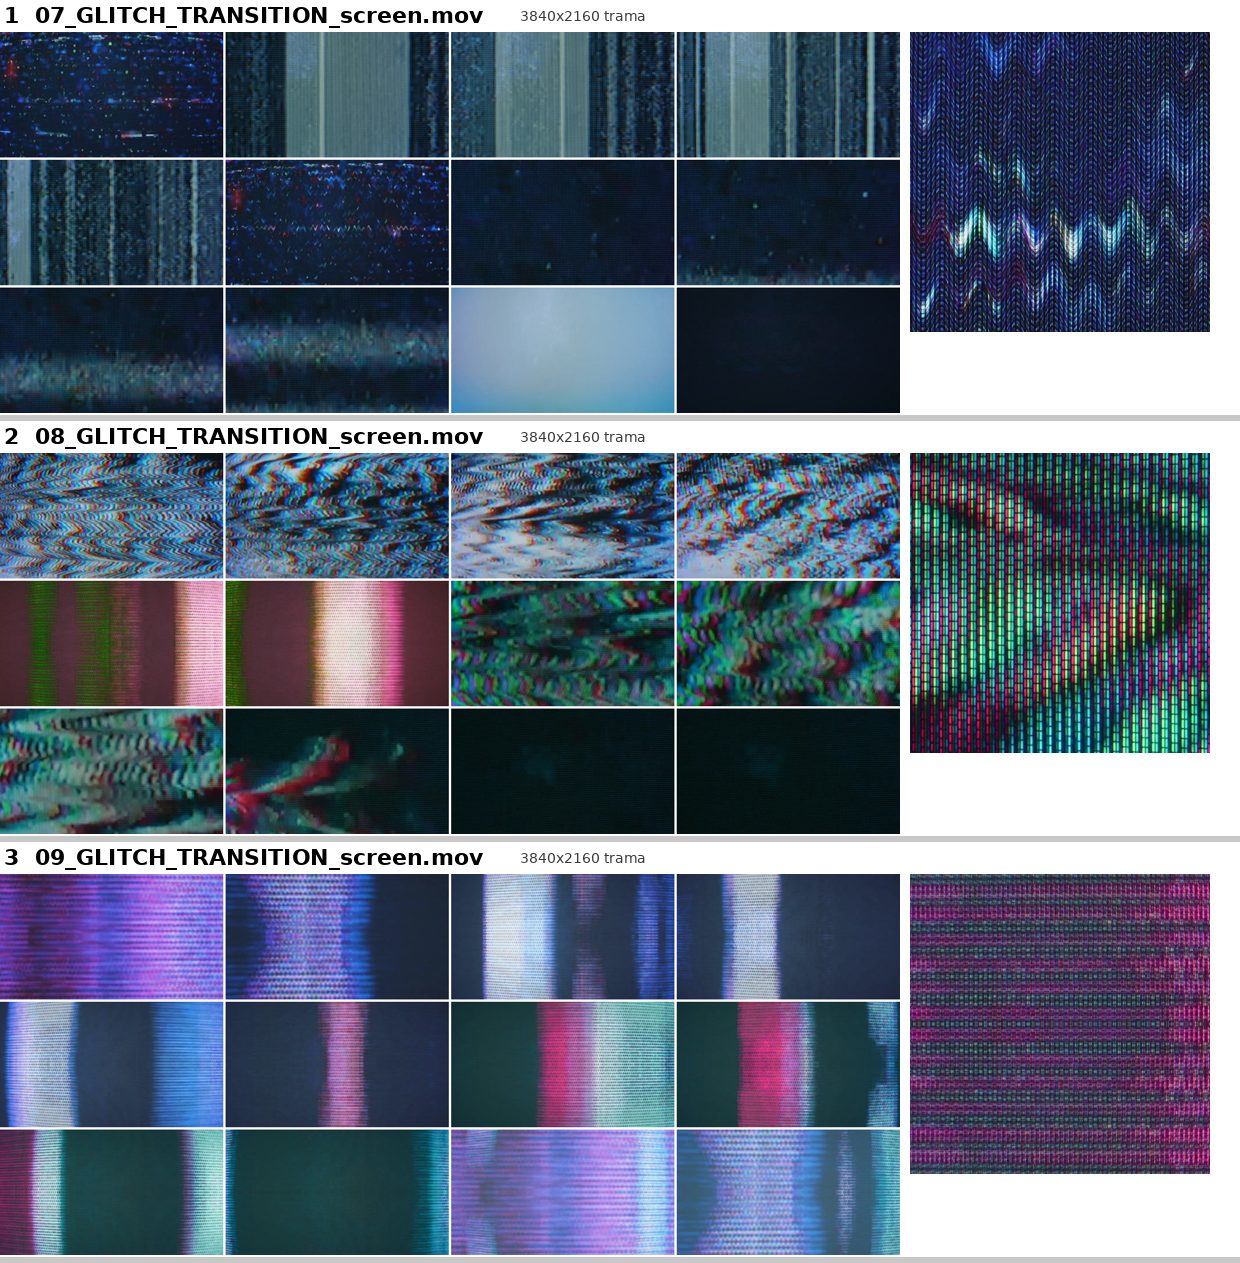 1 07_GLITCH_TRANSITION_screen.mov 3840x2160 trama
2 08_GLITCH_TRANSITION_screen.mov 3840x2160 trama
3 09_GLITCH_TRANSITION_screen.mov 3840x2160 trama